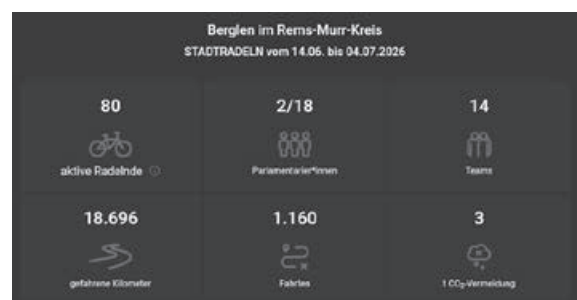 Berglen im Rems-Murr-Kreis
STADTRADELN vom 14.06. bis 04.07.2026
80
2/18
14
aktive Radelnde
Parlamentarier*innen
Teams
18.696
1.160
3
gefahrene Kilometer
Fahrten
t CO₂-Vermeidung